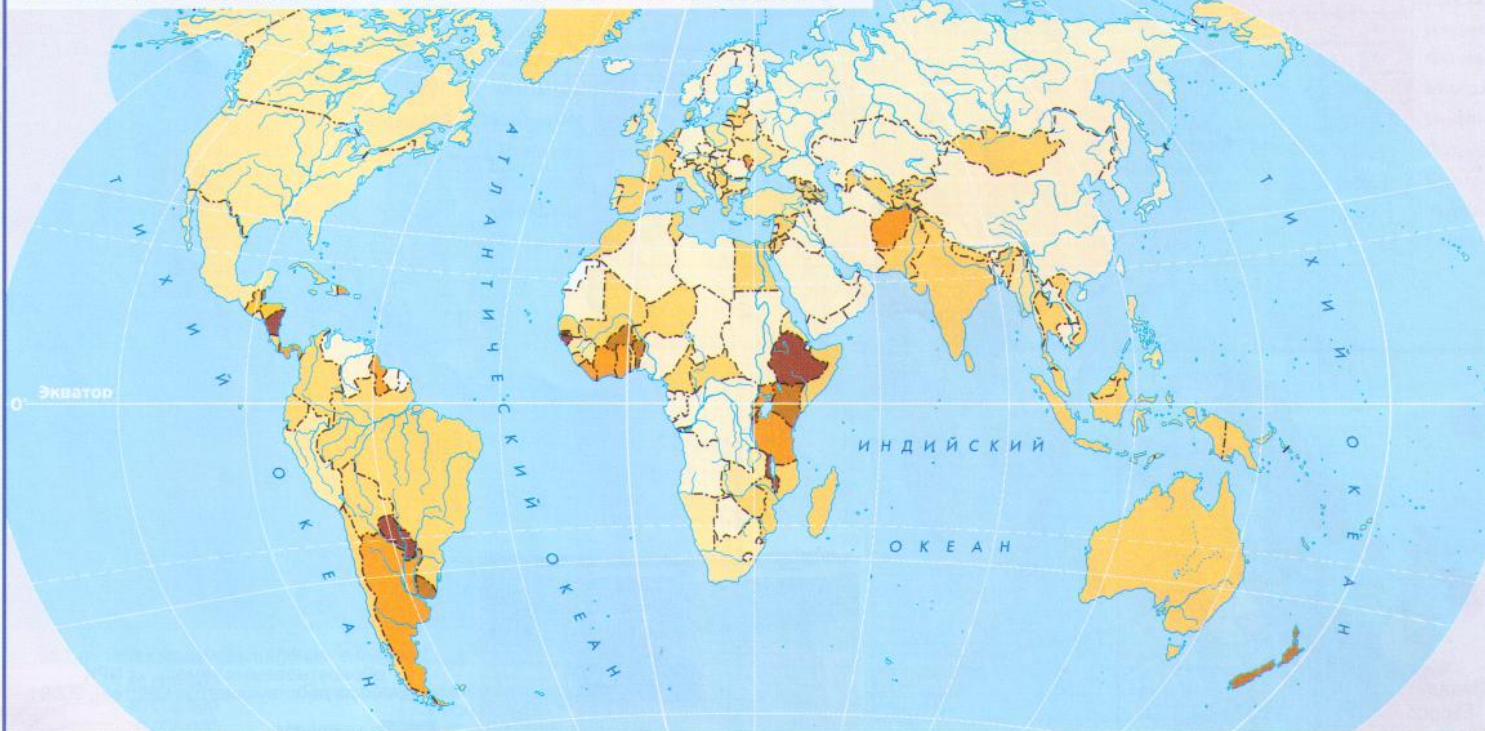 АТЛАНТИЧЕСКИЙ
ОКЕАН
ТИХИЙ
ОКЕАН
Экватор
0°
ИНДИЙСКИЙ
ОКЕАН
ТИХИЙ
ОКЕАН